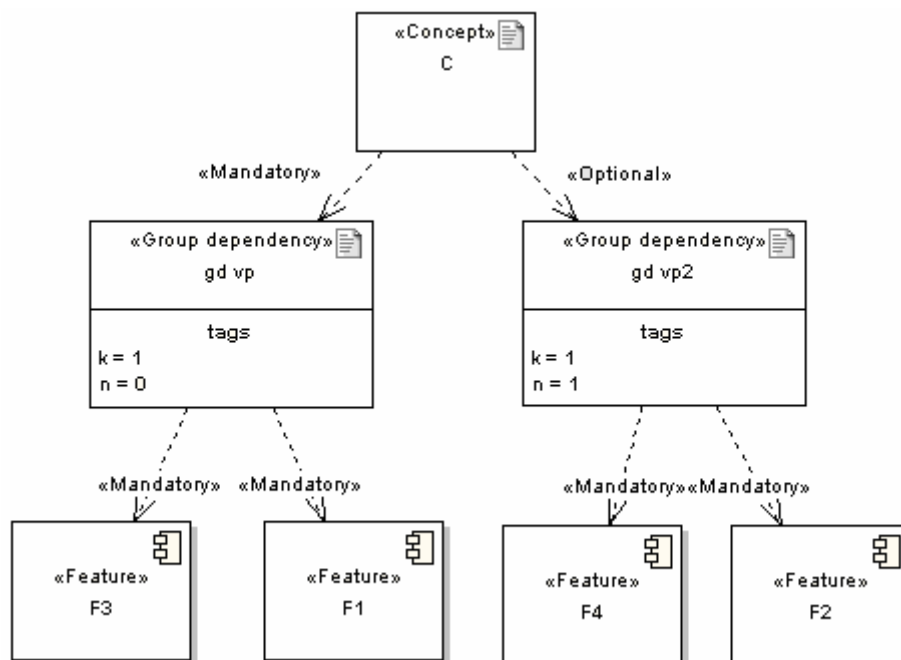 «Concept»
C
«Mandatory»
«Optional»
«Group dependency»
gd vp
tags
k = 1
n = 0
«Group dependency»
gd vp2
tags
k = 1
n = 1
«Mandatory»
«Mandatory»
«Mandatory»
«Mandatory»
«Feature»
F3
«Feature»
F1
«Feature»
F4
«Feature»
F2